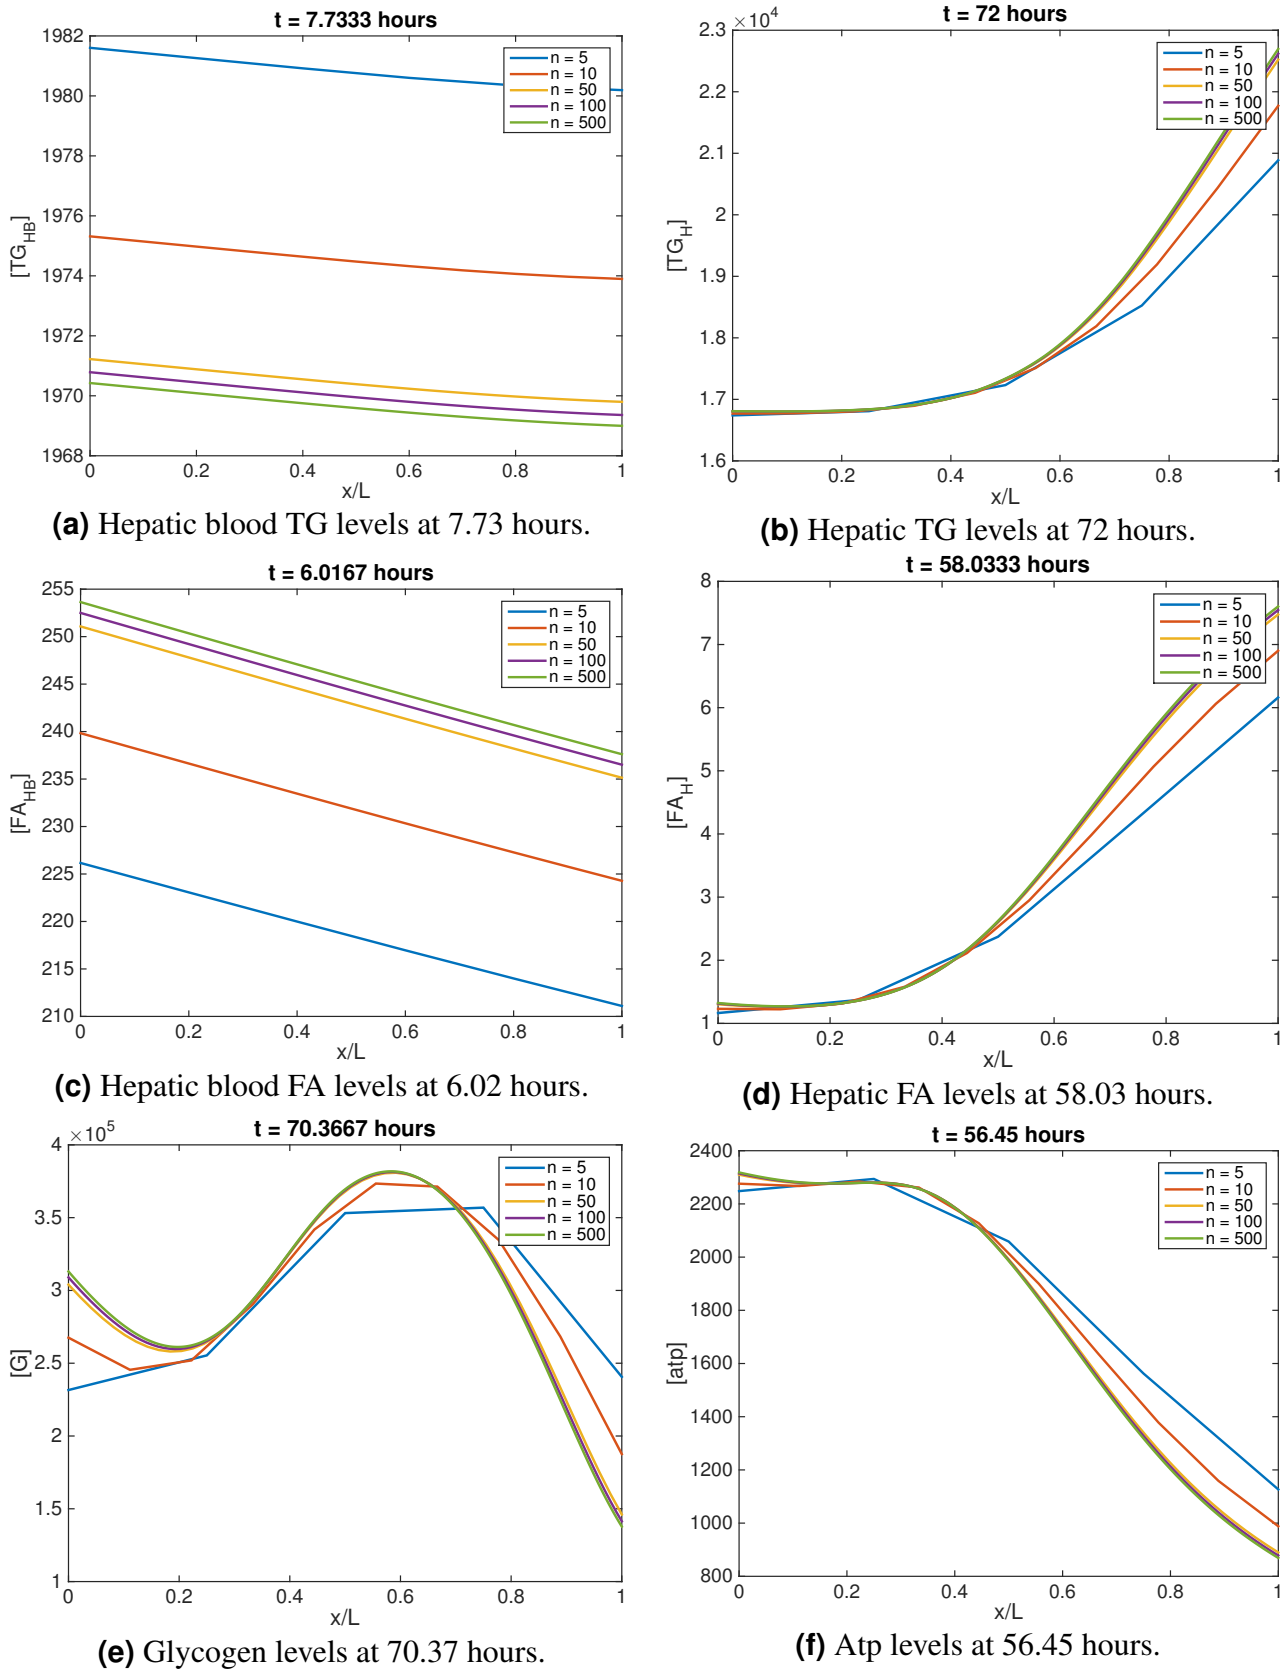 t = 7.7333 hours
1982
1980
1978
1976
1974
1972
1970
1968
[TG_HB]
0 0.2 0.4 0.6 0.8 1
x/L
n = 5
n = 10
n = 50
n = 100
n = 500
(a) Hepatic blood TG levels at 7.73 hours.
×10^4
t = 72 hours
2.3
2.2
2.1
2
1.9
1.8
1.7
1.6
[TG_H]
0 0.2 0.4 0.6 0.8 1
x/L
n = 5
n = 10
n = 50
n = 100
n = 500
(b) Hepatic TG levels at 72 hours.
t = 6.0167 hours
255
250
245
240
235
230
225
220
215
210
[FA_HB]
0 0.2 0.4 0.6 0.8 1
x/L
n = 5
n = 10
n = 50
n = 100
n = 500
(c) Hepatic blood FA levels at 6.02 hours.
t = 58.0333 hours
8
7
6
5
4
3
2
1
[FA_H]
0 0.2 0.4 0.6 0.8 1
x/L
n = 5
n = 10
n = 50
n = 100
n = 500
(d) Hepatic FA levels at 58.03 hours.
×10^5
t = 70.3667 hours
4
3.5
3
2.5
2
1.5
1
[G]
0 0.2 0.4 0.6 0.8 1
x/L
n = 5
n = 10
n = 50
n = 100
n = 500
(e) Glycogen levels at 70.37 hours.
t = 56.45 hours
2400
2200
2000
1800
1600
1400
1200
1000
800
[atp]
0 0.2 0.4 0.6 0.8 1
x/L
n = 5
n = 10
n = 50
n = 100
n = 500
(f) Atp levels at 56.45 hours.